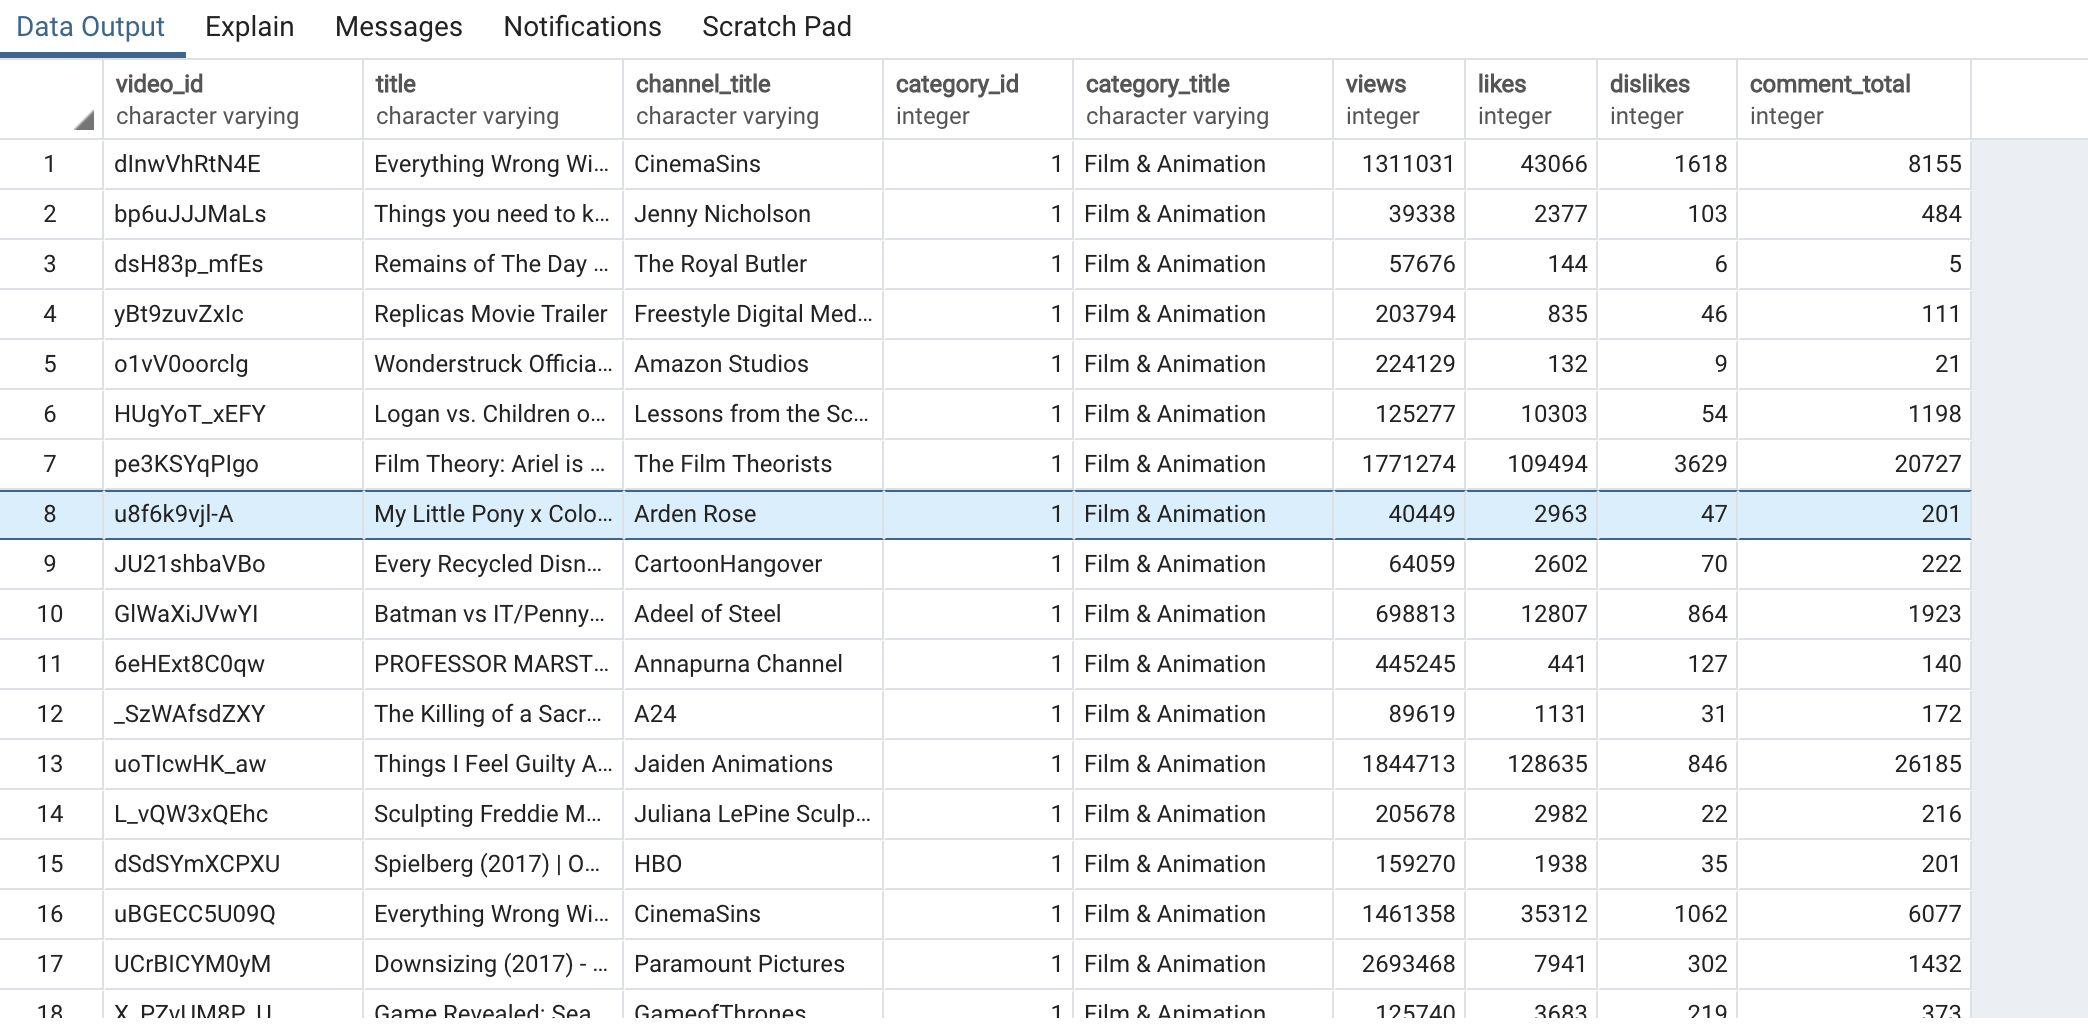 Data Output Explain Messages Notifications Scratch Pad
video_id title channel_title category_id category_title views likes dislikes comment_total
character varying character varying character varying integer character varying integer integer integer integer
1 dInwVhRtN4E Everything Wrong Wi... CinemaSins 1 Film & Animation 1311031 43066 1618 8155
2 bp6uJJJMaLs Things you need to k... Jenny Nicholson 1 Film & Animation 39338 2377 103 484
3 dsH83p_mfEs Remains of The Day ... The Royal Butler 1 Film & Animation 57676 144 6 5
4 yBt9zuvZxIc Replicas Movie Trailer Freestyle Digital Med... 1 Film & Animation 203794 835 46 111
5 o1vV0oorclg Wonderstruck Officia... Amazon Studios 1 Film & Animation 224129 132 9 21
6 HUgYoT_xEFY Logan vs. Children o... Lessons from the Sc... 1 Film & Animation 125277 10303 54 1198
7 pe3KSYqPIgo Film Theory: Ariel is ... The Film Theorists 1 Film & Animation 1771274 109494 3629 20727
8 u8f6k9vjl-A My Little Pony x Colo... Arden Rose 1 Film & Animation 40449 2963 47 201
9 JU21shbaVBo Every Recycled Disn... CartoonHangover 1 Film & Animation 64059 2602 70 222
10 GlWaXiJVwYI Batman vs IT/Penny... Adeel of Steel 1 Film & Animation 698813 12807 864 1923
11 6eHExt8C0qw PROFESSOR MARST... Annapurna Channel 1 Film & Animation 445245 441 127 140
12 _SzWAfsdZXY The Killing of a Sacr... A24 1 Film & Animation 89619 1131 31 172
13 uoTIcwHK_aw Things I Feel Guilty A... Jaiden Animations 1 Film & Animation 1844713 128635 846 26185
14 L_vQW3xQEhc Sculpting Freddie M... Juliana LePine Sculp... 1 Film & Animation 205678 2982 22 216
15 dSdSYmXCPXU Spielberg (2017) | O... HBO 1 Film & Animation 159270 1938 35 201
16 uBGECC5U09Q Everything Wrong Wi... CinemaSins 1 Film & Animation 1461358 35312 1062 6077
17 UCrBICYM0yM Downsizing (2017) - ... Paramount Pictures 1 Film & Animation 2693468 7941 302 1432
18 X_PZyUM8P_U Game Revealed: Sea... GameofThrones 1 Film & Animation 125740 3683 219 373